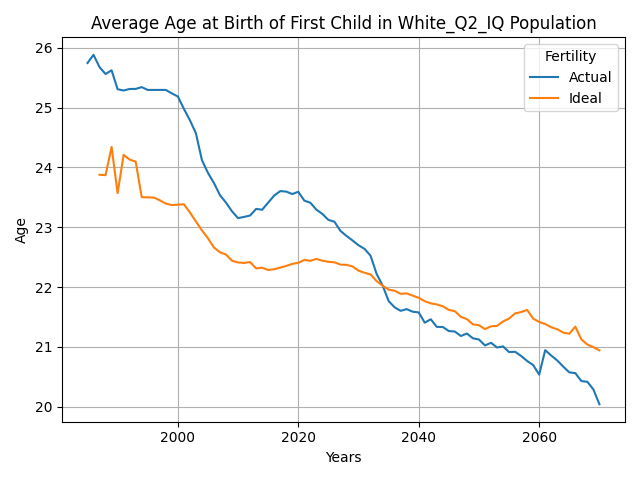 Average Age at Birth of First Child in White_Q2_IQ Population
Fertility
Actual
Ideal
Age
26
25
24
23
22
21
20
2000
2020
2040
2060
Years